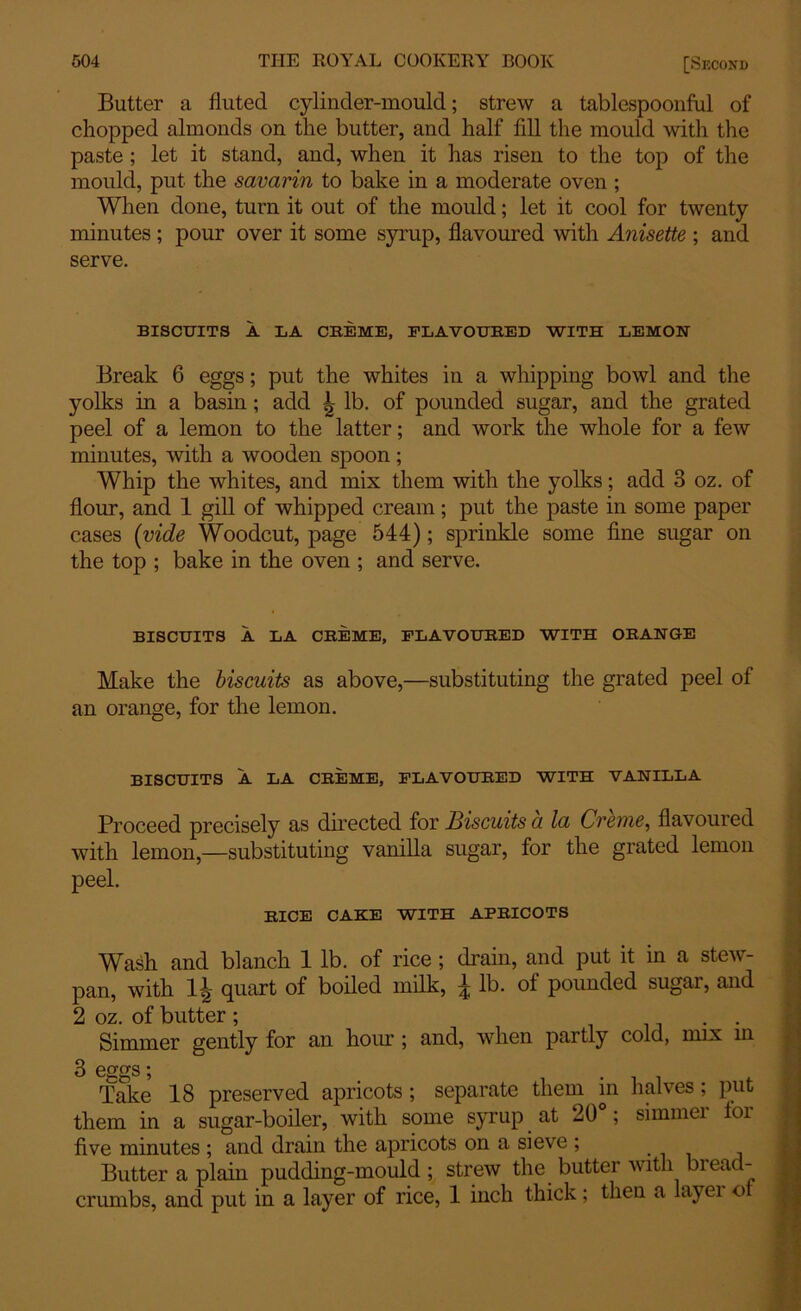 504 THE ROYAL COOKERY BOOK [Second
Butter a fluted cylinder-mould; strew a tablespoonful of
chopped almonds on the butter, and half fill the mould with the
paste ; let it stand, and, when it has risen to the top of the
mould, put the savarin to bake in a moderate oven ;
When done, turn it out of the mould; let it cool for twenty
minutes ; pour over it some syrup, flavoured with Anisette ; and
serve.
BISCUITS À LA CRÈME, FLAVOURED WITH LEMON
Break 6 eggs; put the whites in a whipping bowl and the
yolks in a basin; add ½ lb. of pounded sugar, and the grated
peel of a lemon to the latter; and work the whole for a few
minutes, with a wooden spoon ;
Whip the whites, and mix them with the yolks; add 3 oz. of
flour, and 1 gill of whipped cream ; put the paste in some paper
cases (vide Woodcut, page 544) ; sprinkle some fine sugar on
the top ; bake in the oven ; and serve.
BISCUITS À LA CRÈME, FLAVOURED WITH ORANGE
Make the biscuits as above,—substituting the grated peel of
an orange, for the lemon.
BISCUITS À LA CRÈME, FLAVOURED WITH VANILLA
Proceed precisely as directed for Biscuits à la Crème, flavoured
with lemon,—substituting vanilla sugar, for the grated lemon
peel.
RICE CAKE WITH APRICOTS
Wash and blanch 1 lb. of rice ; drain, and put it in a stew-
pan, with 1½ quart of boiled milk, ¼ lb. of pounded sugar, and
2 oz. of butter ;
Simmer gently for an hour ; and, when partly cold, mix in
3 eggs ;
Take 18 preserved apricots ; separate them in halves ; put
them in a sugar-boiler, with some syrup at 20° ; simmer for
five minutes ; and drain the apricots on a sieve ;
Butter a plain pudding-mould ; strew the butter with bread-
crumbs, and put in a layer of rice, 1 inch thick ; then a layer of